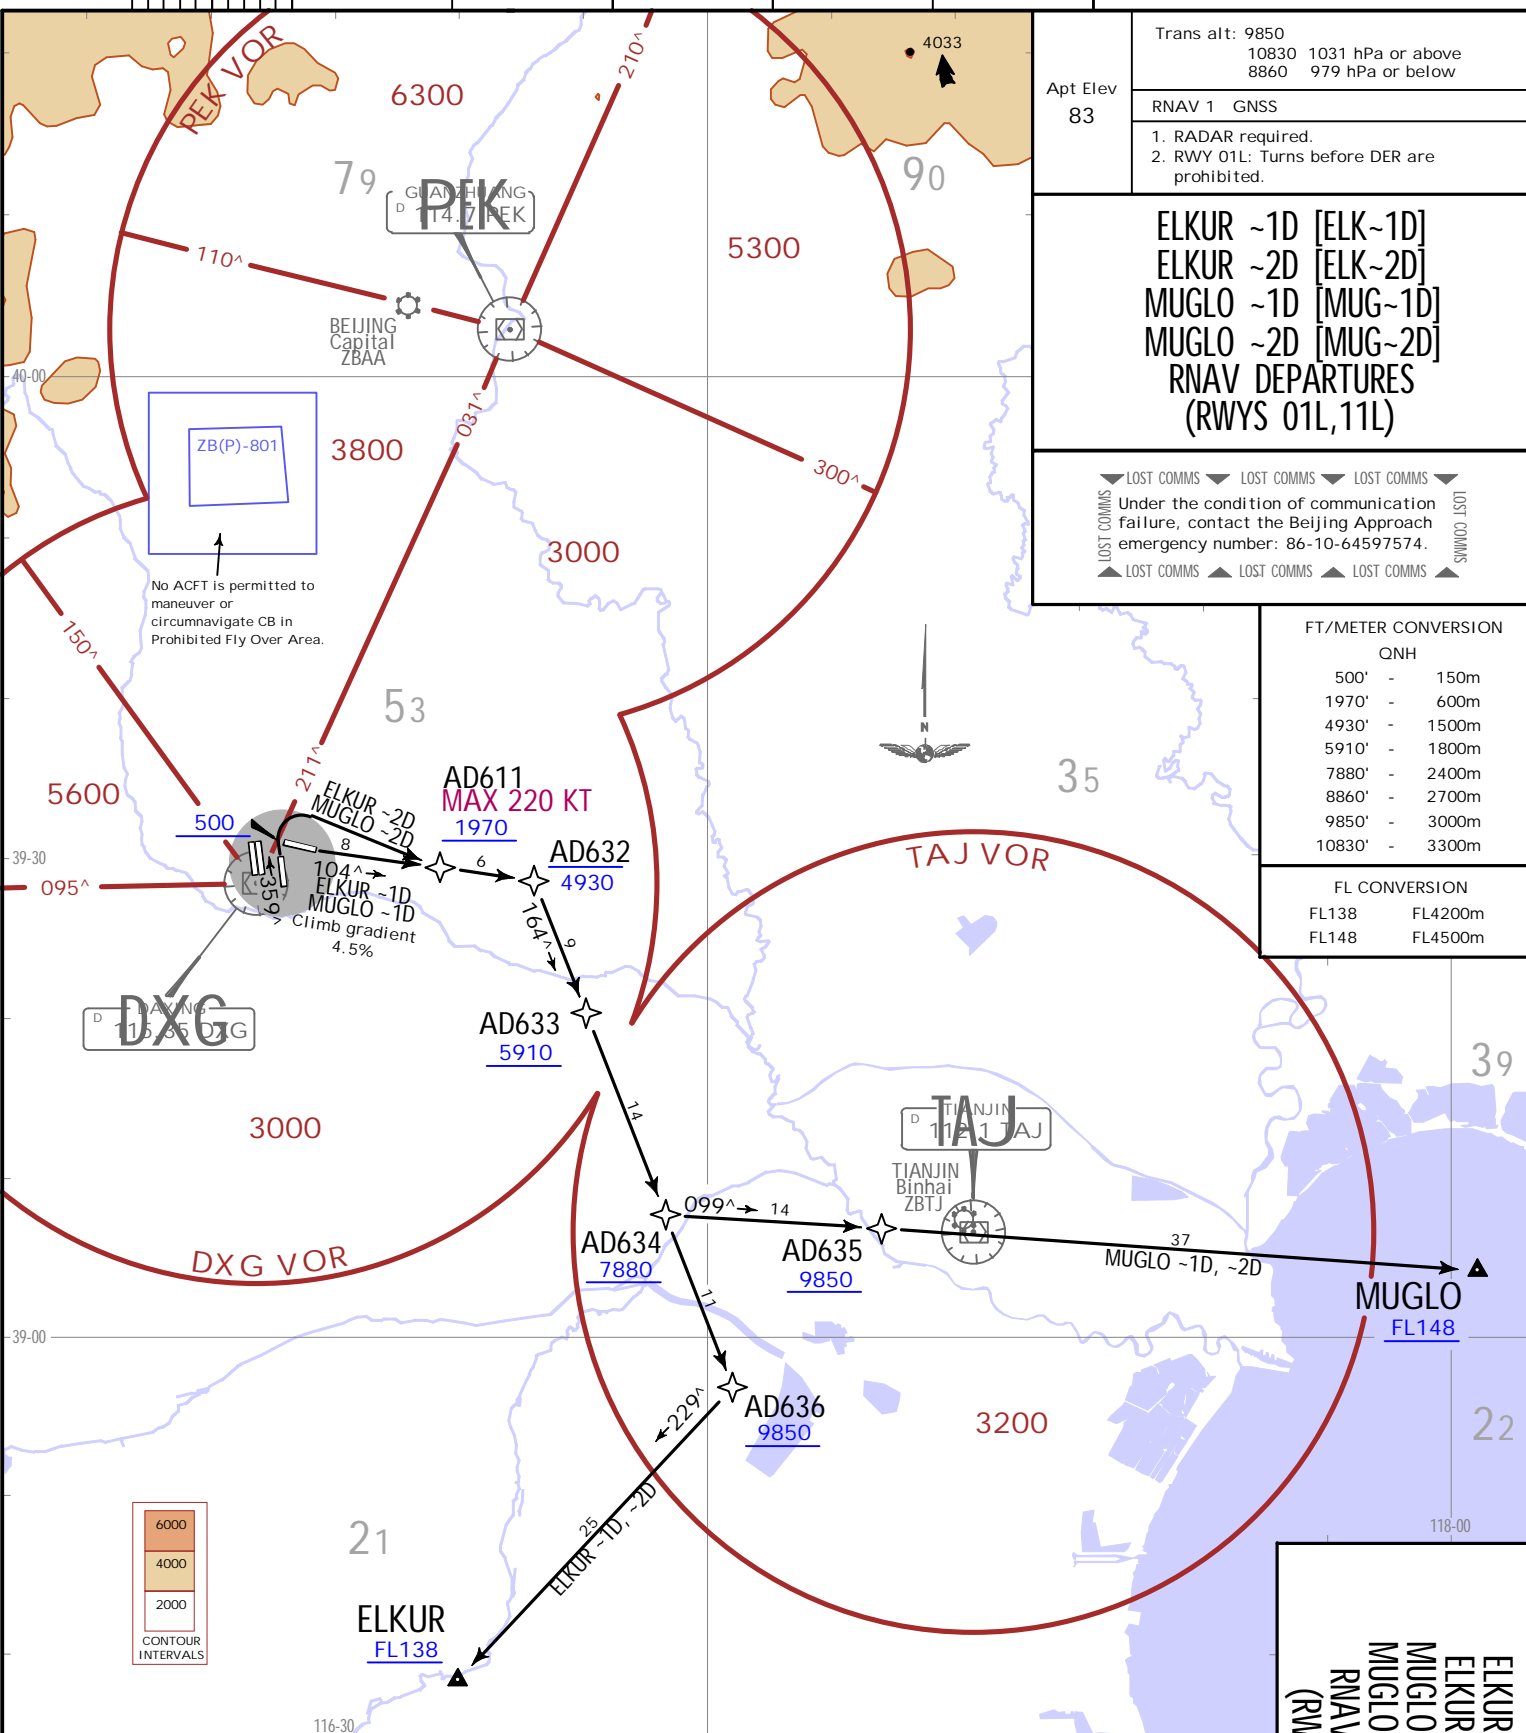 4033
PEK VOR
6300
210^
79
GUANZHUANG
D 114.7 PEK
PEK
90
5300
110^
BEIJING
Capital
ZBAA
40-00
031^
ZB(P)-801
3800
300^
3000
No ACFT is permitted to
maneuver or
circumnavigate CB in
Prohibited Fly Over Area.
150^
53
N
35
211^
5600
500
ELKUR ~2D
MUGLO ~2D
AD611
MAX 220 KT
1970
8
6
AD632
4930
39-30
095^
359^
104^
ELKUR ~1D
MUGLO ~1D
Climb gradient
4.5%
164^
9
TAJ VOR
DAXING
D 115.35 DXG
DXG
AD633
5910
14
3000
39
TIANJIN
D 112.1 TAJ
TAJ
TIANJIN
Binhai
ZBTJ
099^ 14
AD634
7880
AD635
9850
37
MUGLO ~1D, ~2D
MUGLO
FL148
DXG VOR
11
39-00
229^
AD636
9850
3200
22
25
ELKUR ~1D, ~2D
21
118-00
6000
4000
2000
CONTOUR
INTERVALS
ELKUR
FL138
116-30
Apt Elev
83
Trans alt: 9850
10830 1031 hPa or above
8860 979 hPa or below
RNAV 1 GNSS
1. RADAR required.
2. RWY 01L: Turns before DER are
prohibited.
ELKUR ~1D [ELK~1D]
ELKUR ~2D [ELK~2D]
MUGLO ~1D [MUG~1D]
MUGLO ~2D [MUG~2D]
RNAV DEPARTURES
(RWYS 01L,11L)
LOST COMMS LOST COMMS LOST COMMS
LOST COMMS
Under the condition of communication
failure, contact the Beijing Approach
emergency number: 86-10-64597574.
LOST COMMS
LOST COMMS LOST COMMS LOST COMMS
FT/METER CONVERSION
QNH
500' - 150m
1970' - 600m
4930' - 1500m
5910' - 1800m
7880' - 2400m
8860' - 2700m
9850' - 3000m
10830' - 3300m
FL CONVERSION
FL138 FL4200m
FL148 FL4500m
ELKUR
ELKUR
MUGLO
MUGLO
RNAV
(RW